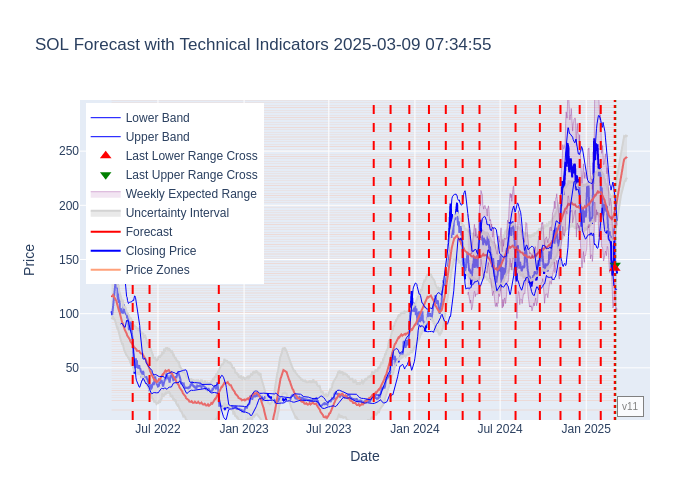 SOL Forecast with Technical Indicators 2025-03-09 07:34:55
Lower Band
Upper Band
Last Lower Range Cross
Last Upper Range Cross
Weekly Expected Range
Uncertainty Interval
Forecast
Closing Price
Price Zones
250
200
150
100
50
Price
v11
Jul 2022
Jan 2023
Jul 2023
Jan 2024
Jul 2024
Jan 2025
Date